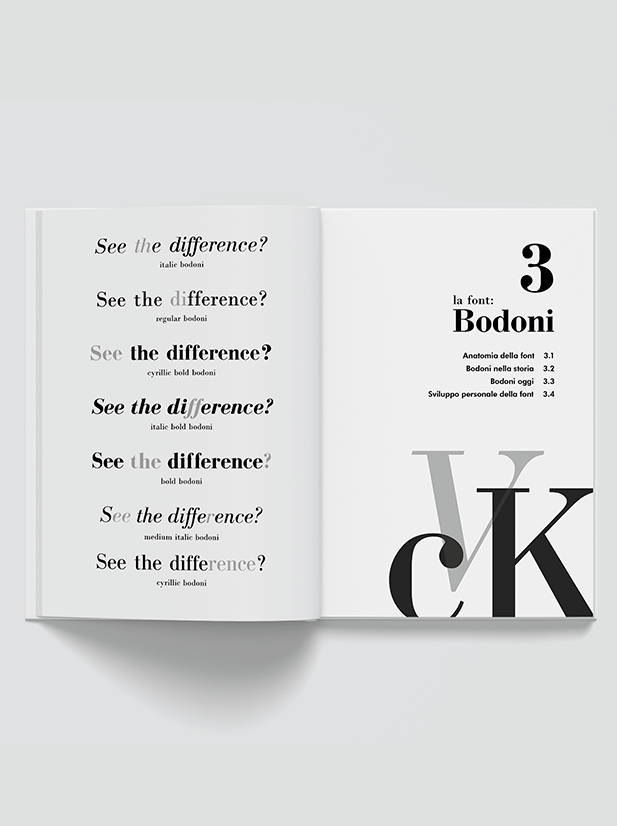 See the difference?
italic bodoni
See the difference?
regular bodoni
See the difference?
cyrillic bold bodoni
See the difference?
italic bold bodoni
See the difference?
bold bodoni
See the difference?
medium italic bodoni
See the difference?
cyrillic bodoni
3
la font:
Bodoni
Anatomia della font 3.1
Bodoni nella storia 3.2
Bodoni oggi 3.3
Sviluppo personale della font 3.4
V
cK